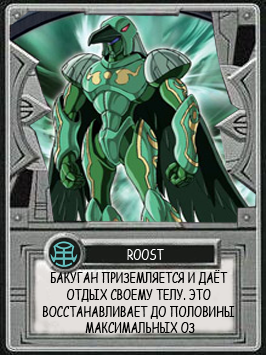 ROOST
БАКУГАН ПРИЗЕМЛЯЕТСЯ И ДАЁТ
ОТДЫХ СВОЕМУ ТЕЛУ. ЭТО
ВОССТАНАВЛИВАЕТ ДО ПОЛОВИНЫ
МАКСИМАЛЬНЫХ ОЗ